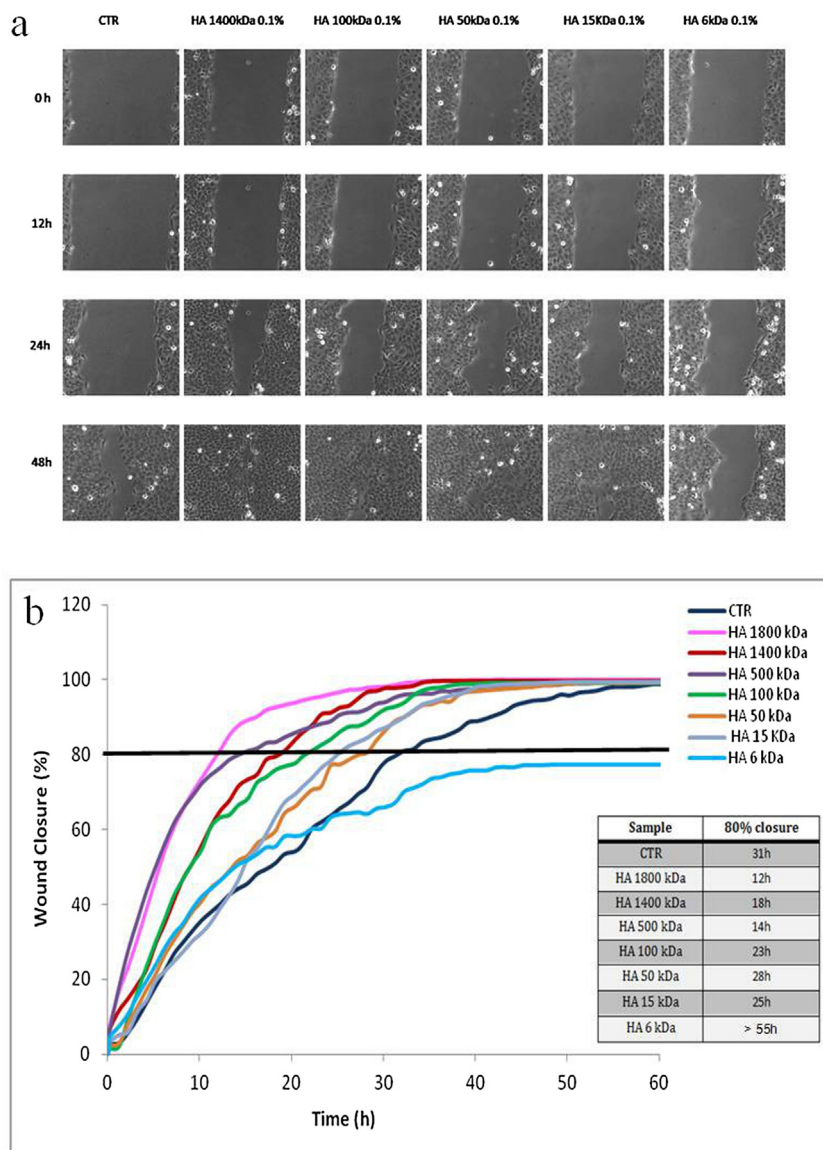 a
CTR HA 1400kDa 0.1% HA 100kDa 0.1% HA 50kDa 0.1% HA 15KDa 0.1% HA 6kDa 0.1%
0h
12h
24h
48h
b
120
100
80
60
40
20
0
Wound Closure (%)
0 10 20 30 40 50 60
Time (h)
CTR
HA 1800 kDa
HA 1400 kDa
HA 500 kDa
HA 100 kDa
HA 50 kDa
HA 15 KDa
HA 6 kDa
Sample 80% closure
CTR 31h
HA 1800 kDa 12h
HA 1400 kDa 18h
HA 500 kDa 14h
HA 100 kDa 23h
HA 50 kDa 28h
HA 15 kDa 25h
HA 6 kDa > 55h